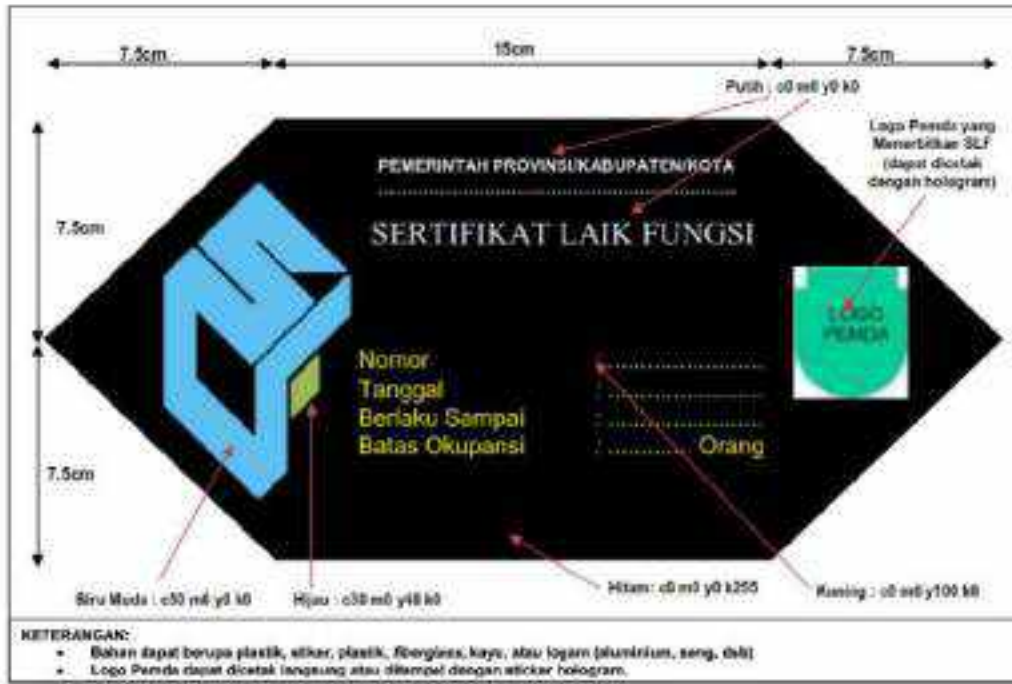 7.5cm
15cm
7.5cm
Putih : c0 m0 y0 k0
Logo Pemda yang
Menerbitkan SLF
(dapat dicetak
dengan hologram)
PEMERINTAH PROVINSI/KABUPATEN/KOTA
7.5cm
SERTIFIKAT LAIK FUNGSI
LOGO
PEMDA
Nomor : ....................
Tanggal : ....................
Berlaku Sampai : ....................
Batas Okupansi : .......... Orang
7.5cm
Biru Muda : c50 m0 y0 k0
Hijau : c30 m0 y40 k0
Hitam: c0 m0 y0 k255
Kuning : c0 m0 y100 k0
KETERANGAN:
• Bahan dapat berupa plastik, stiker, plastik, fiberglass, kayu, atau logam (aluminium, seng, dsb)
• Logo Pemda dapat dicetak langsung atau ditempel dengan sticker hologram.